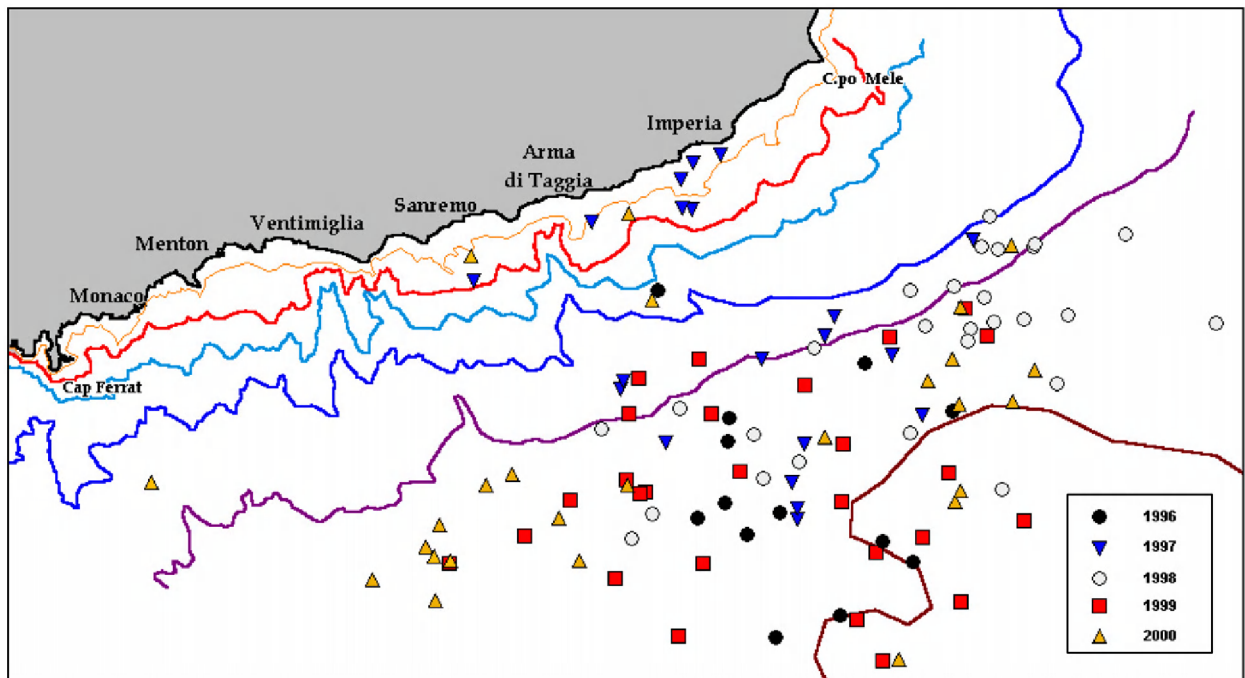 C.po Mele
Imperia
Arma
di Taggia
Sanremo
Ventimiglia
Menton
Monaco
Cap Ferrat
1996
1997
1998
1999
2000